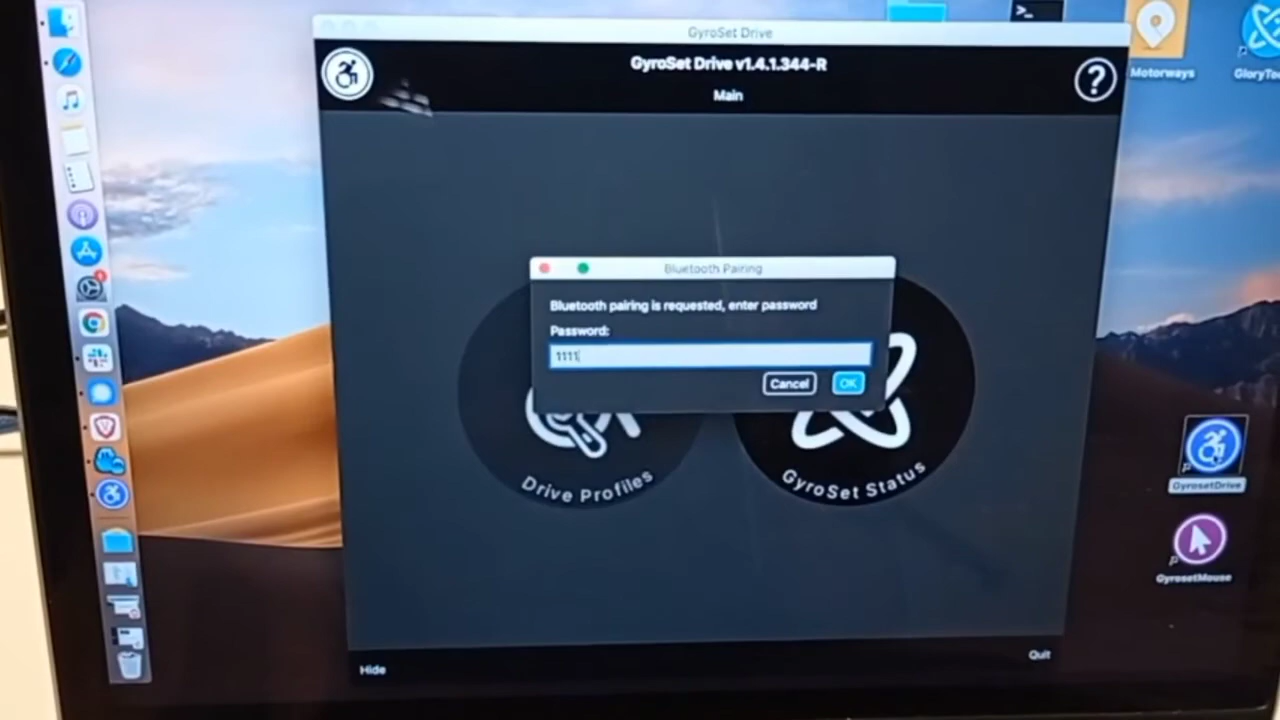 GyroSet Drive
GyroSet Drive v1.4.1.344-R
Main
?
>_
Motorways
Bluetooth Pairing
Bluetooth pairing is requested, enter password
Password:
1111
Cancel
OK
Drive Profiles
GyroSet Status
GyrosetDrive
GyrosetMouse
Hide
Quit